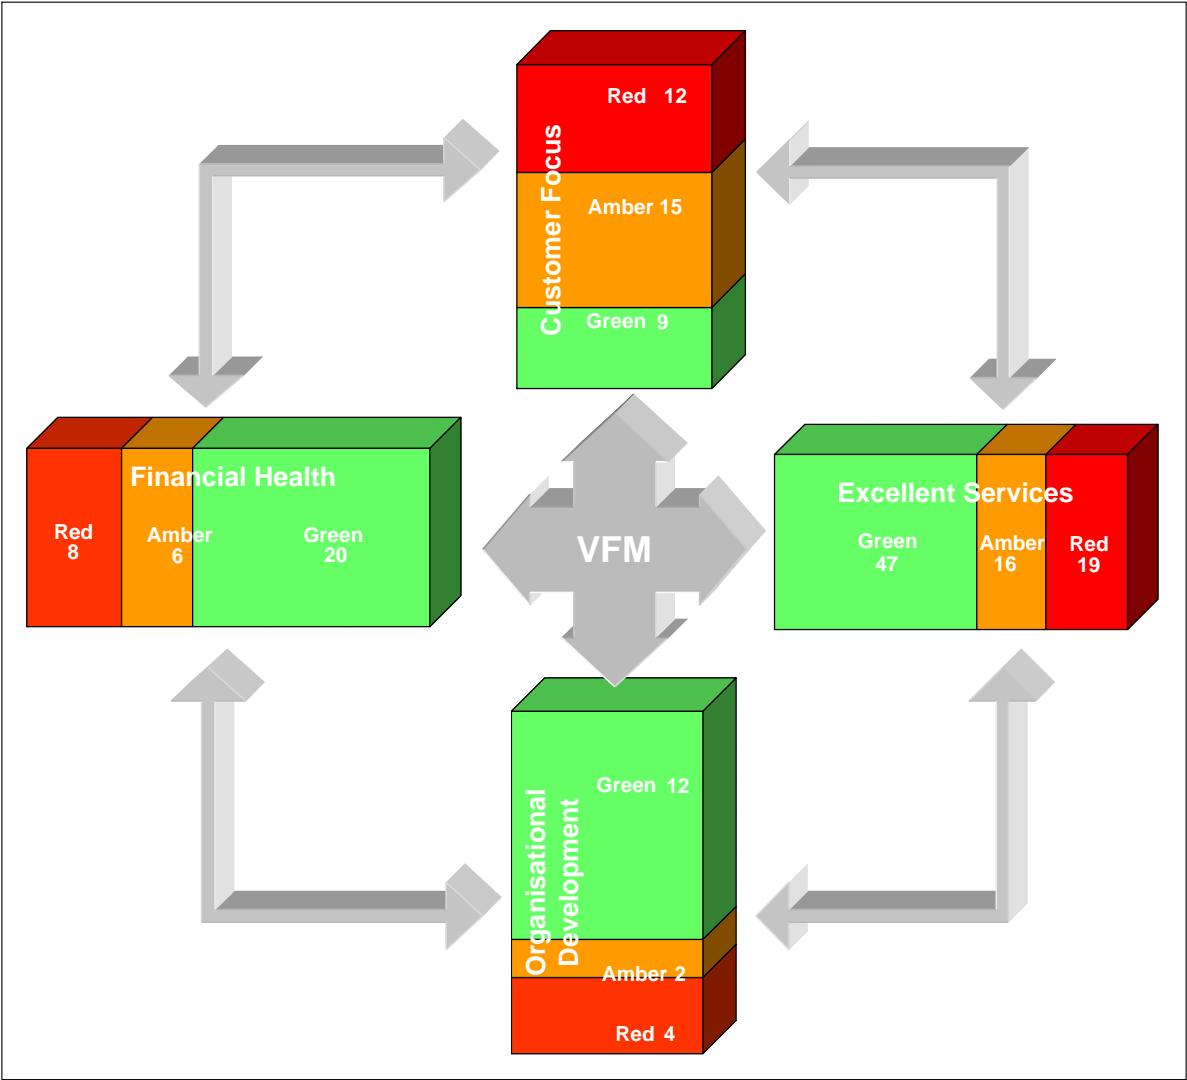 Customer Focus
Red 12
Amber 15
Green 9
Financial Health
Red
8
Amber
6
Green
20
VFM
Excellent Services
Green
47
Amber
16
Red
19
Organisational
Development
Green 12
Amber 2
Red 4